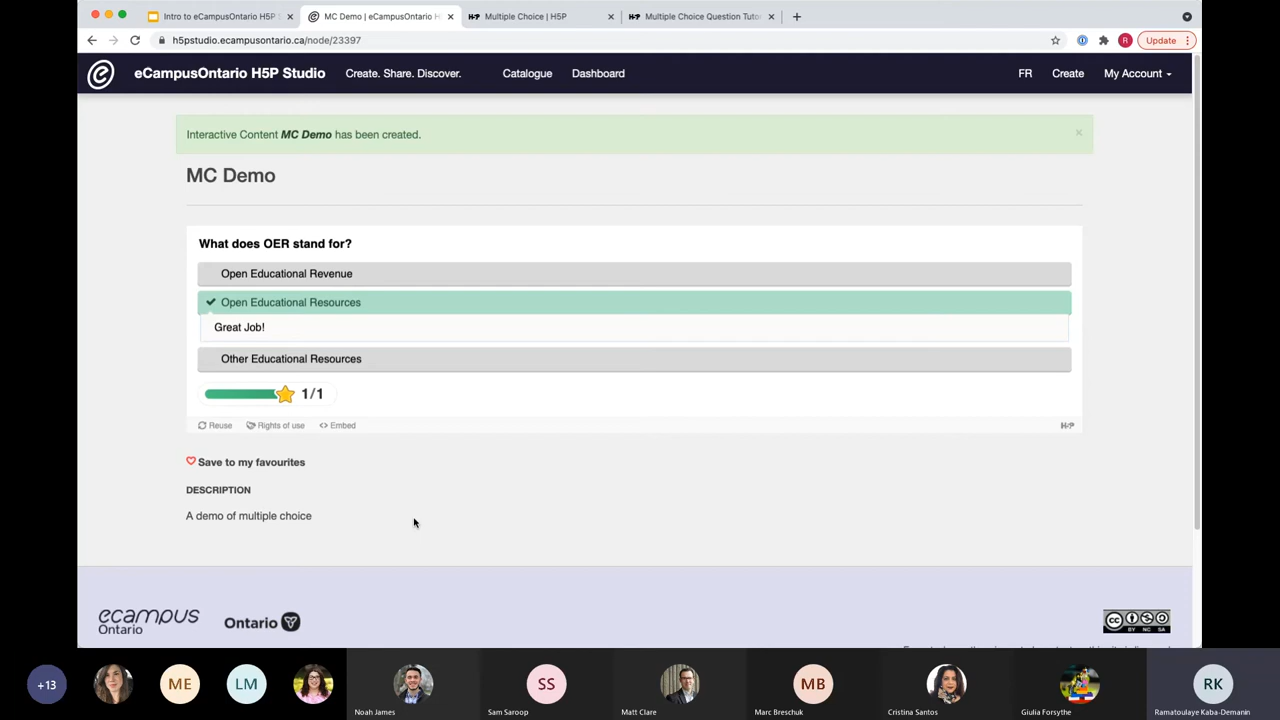 Intro to eCampusOntario H5P
MC Demo | eCampusOntario H
H-P Multiple Choice | H5P
H-P Multiple Choice Question Tuto
h5pstudio.ecampusontario.ca/node/23397
R
Update
e
eCampusOntario H5P Studio
Create. Share. Discover.
Catalogue
Dashboard
FR
Create
My Account
Interactive Content MC Demo has been created.
×
MC Demo
What does OER stand for?
Open Educational Revenue
Open Educational Resources
Great Job!
Other Educational Resources
1/1
Reuse
Rights of use
<> Embed
H-P
Save to my favourites
DESCRIPTION
A demo of multiple choice
ecampus
Ontario
Ontario
CC BY NC SA
+13
ME
LM
Noah James
SS
Sam Saroop
Matt Clare
MB
Marc Breschuk
Cristina Santos
Giulia Forsythe
RK
Ramatoulaye Kaba-Demanin